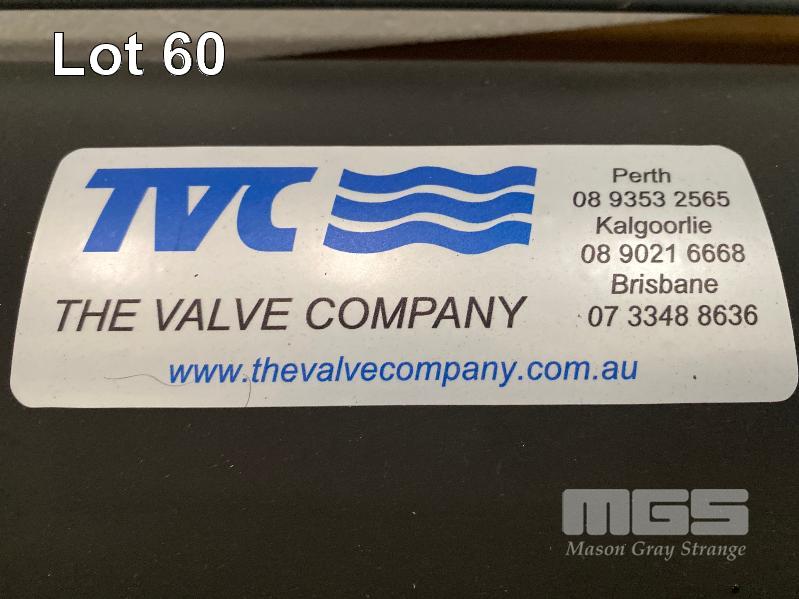 Lot 60
TVC
THE VALVE COMPANY
www.thevalvecompany.com.au
Perth
08 9353 2565
Kalgoorlie
08 9021 6668
Brisbane
07 3348 8636
MGS
Mason Gray Strange